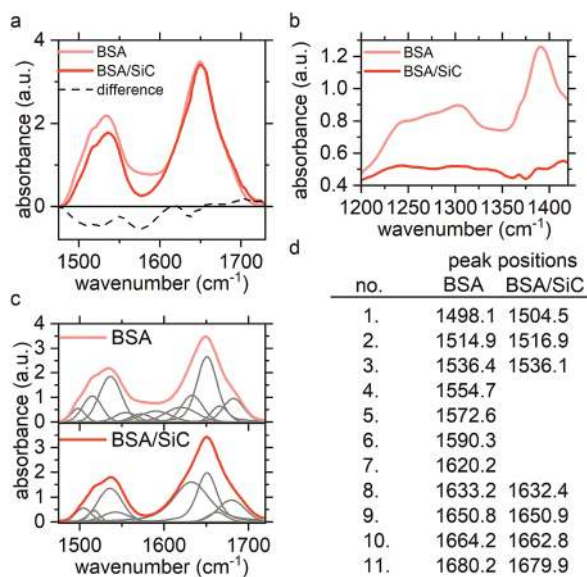 a
4
2
0
absorbance (a.u.)
BSA
BSA/SiC
difference
1500 1600 1700
wavenumber (cm⁻¹)
b
1.2
1.0
0.8
0.6
0.4
absorbance (a.u.)
BSA
BSA/SiC
1200 1250 1300 1350 1400
wavenumber (cm⁻¹)
c
4
3
2
1
0
BSA
4
3
2
1
0
BSA/SiC
absorbance (a.u.)
1500 1600 1700
wavenumber (cm⁻¹)
d
peak positions
no. BSA BSA/SiC
1. 1498.1 1504.5
2. 1514.9 1516.9
3. 1536.4 1536.1
4. 1554.7
5. 1572.6
6. 1590.3
7. 1620.2
8. 1633.2 1632.4
9. 1650.8 1650.9
10. 1664.2 1662.8
11. 1680.2 1679.9